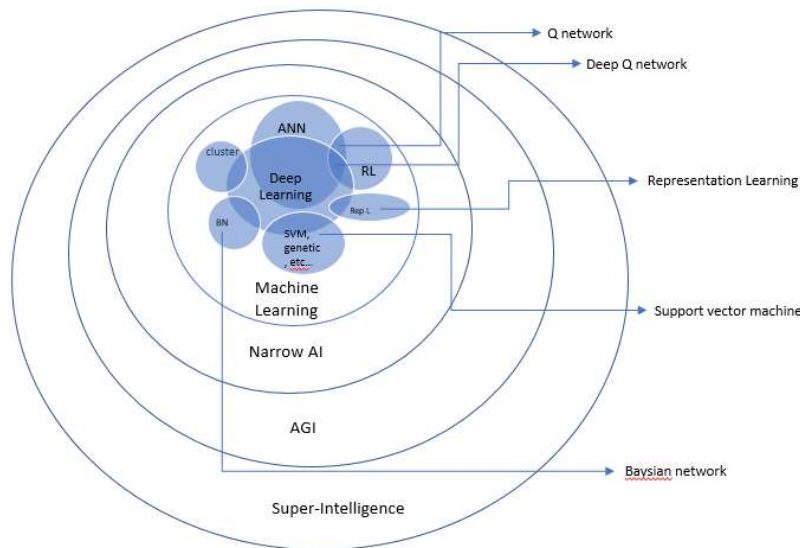 Q network
Deep Q network
ANN
cluster
RL
Deep
Learning
Representation Learning
Rep L
BN
SVM,
genetic
, etc...
Machine
Learning
Support vector machine
Narrow AI
AGI
Baysian network
Super-Intelligence